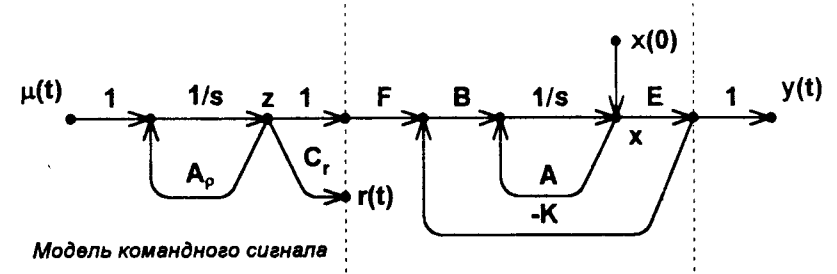 x(0)
μ(t) 1 1/s z 1 F B 1/s E 1 y(t)
x
A_ρ C_r A
r(t) -K
Модель командного сигнала